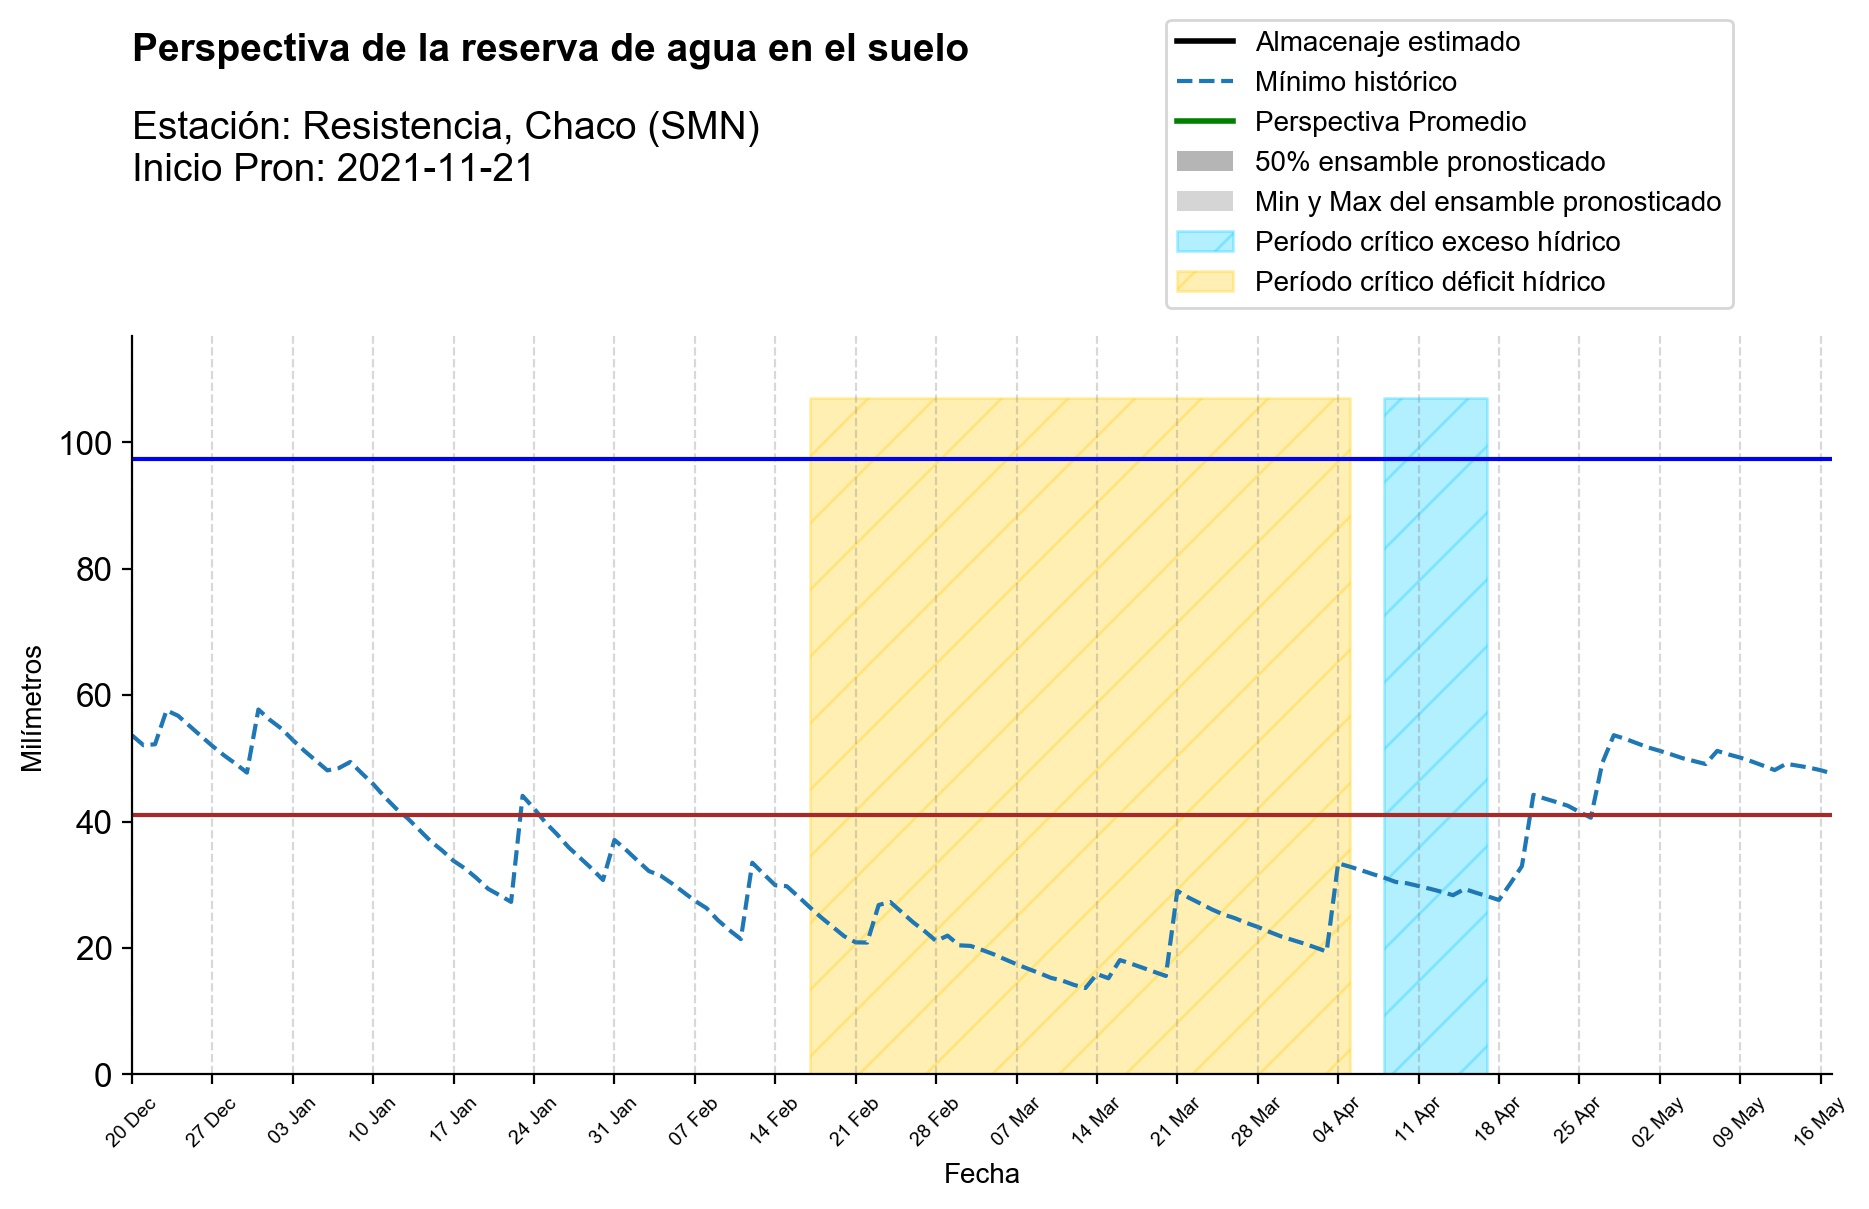 Perspectiva de la reserva de agua en el suelo
Estación: Resistencia, Chaco (SMN)
Inicio Pron: 2021-11-21
Almacenaje estimado
Mínimo histórico
Perspectiva Promedio
50% ensamble pronosticado
Min y Max del ensamble pronosticado
Período crítico exceso hídrico
Período crítico déficit hídrico
Milímetros
100
80
60
40
20
0
20 Dec
27 Dec
03 Jan
10 Jan
17 Jan
24 Jan
31 Jan
07 Feb
14 Feb
21 Feb
28 Feb
07 Mar
14 Mar
21 Mar
28 Mar
04 Apr
11 Apr
18 Apr
25 Apr
02 May
09 May
16 May
Fecha